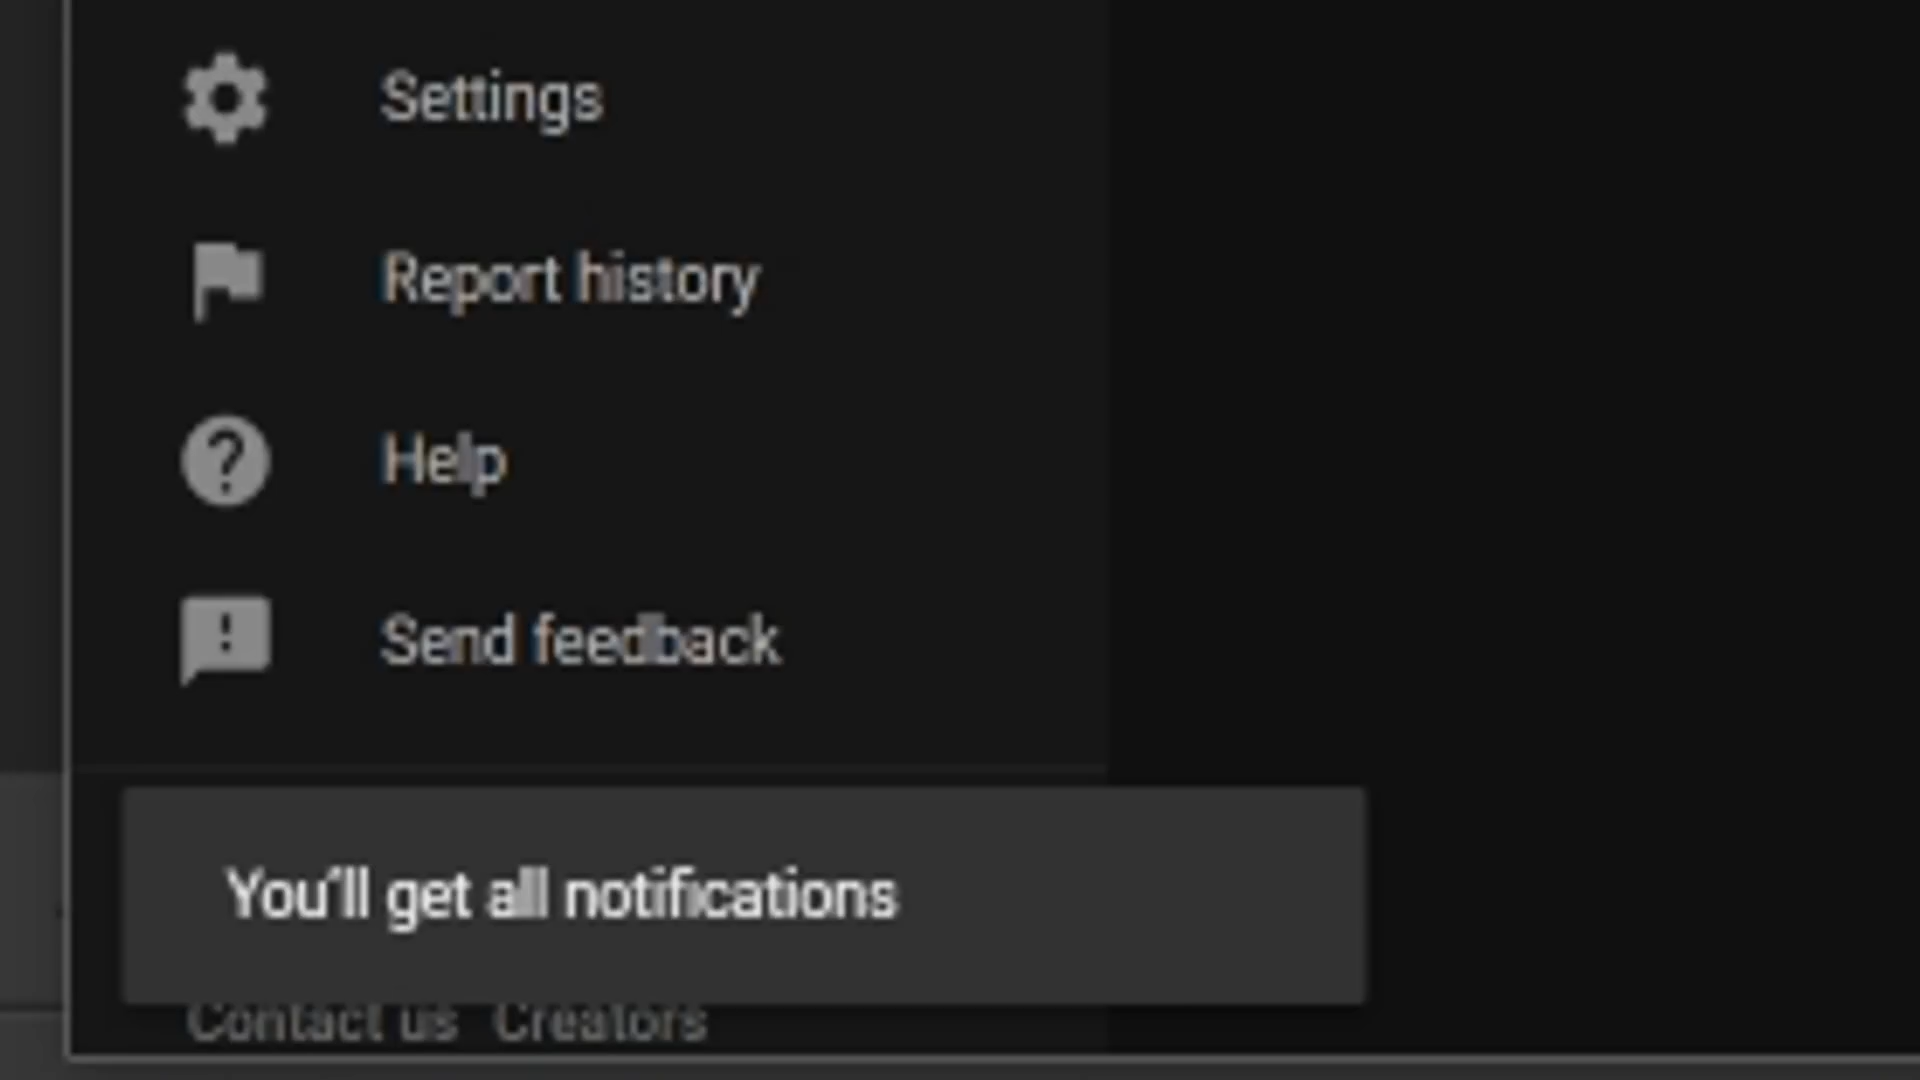 Settings
Report history
Help
Send feedback
You'll get all notifications
Contact us Creators